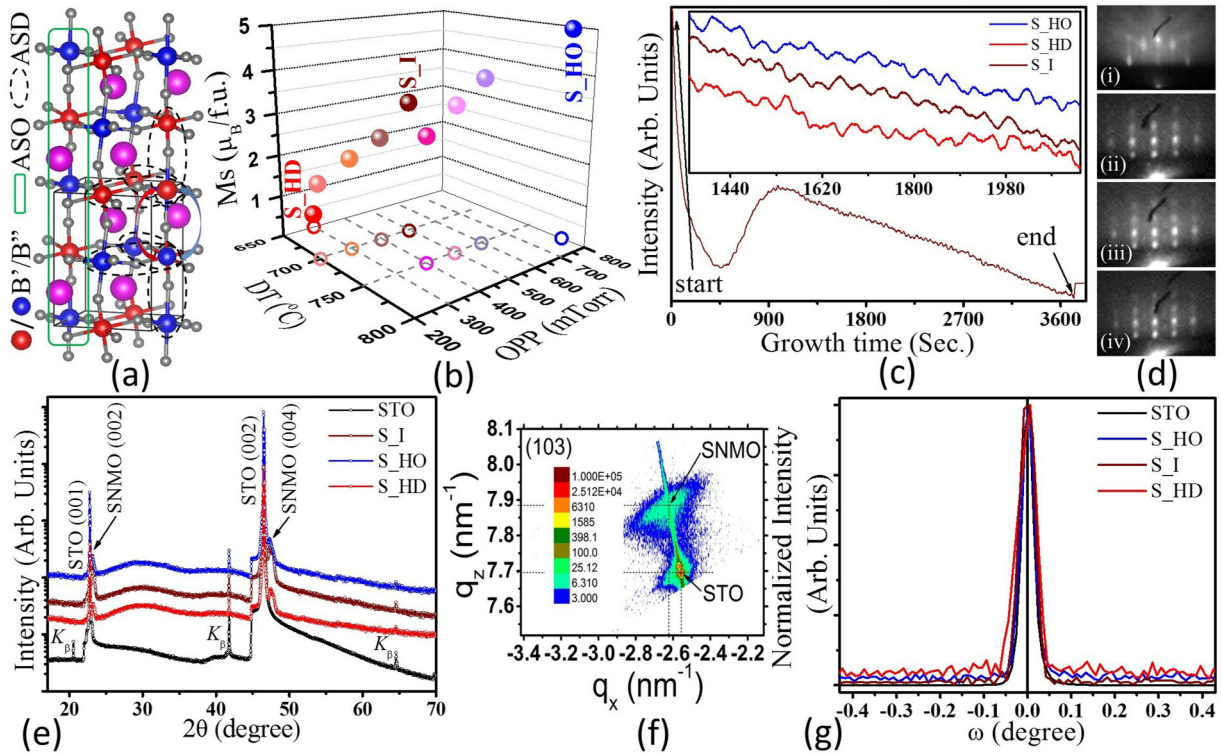 B'/B" ASO ASD
(a)
Ms (μB/f.u.)
5
4
3
2
1
S_HD
S_I
S_HO
650
700
750
800
DT(°C)
200
300
400
500
600
700
800
OPP (mTorr)
(b)
Intensity (Arb. Units)
S_HO
S_HD
S_I
1440 1620 1800 1980
start
end
0 900 1800 2700 3600
Growth time (Sec.)
(c)
(i)
(ii)
(iii)
(iv)
(d)
Intensity (Arb. Units)
STO (001)
SNMO (002)
STO (002)
SNMO (004)
STO
S_I
S_HO
S_HD
Kβ
Kβ
Kβ
20 30 40 50 60 70
2θ (degree)
(e)
(103)
SNMO
STO
1.000E+05
2.512E+04
6310
1585
398.1
100.0
25.12
6.310
3.000
8.1
8.0
7.9
7.8
7.7
7.6
qz (nm-1)
-3.4 -3.2 -3.0 -2.8 -2.6 -2.4 -2.2
qx (nm-1)
(f)
Normalized Intensity
(Arb. Units)
STO
S_HO
S_I
S_HD
-0.4 -0.3 -0.2 -0.1 0.0 0.1 0.2 0.3 0.4
ω (degree)
(g)